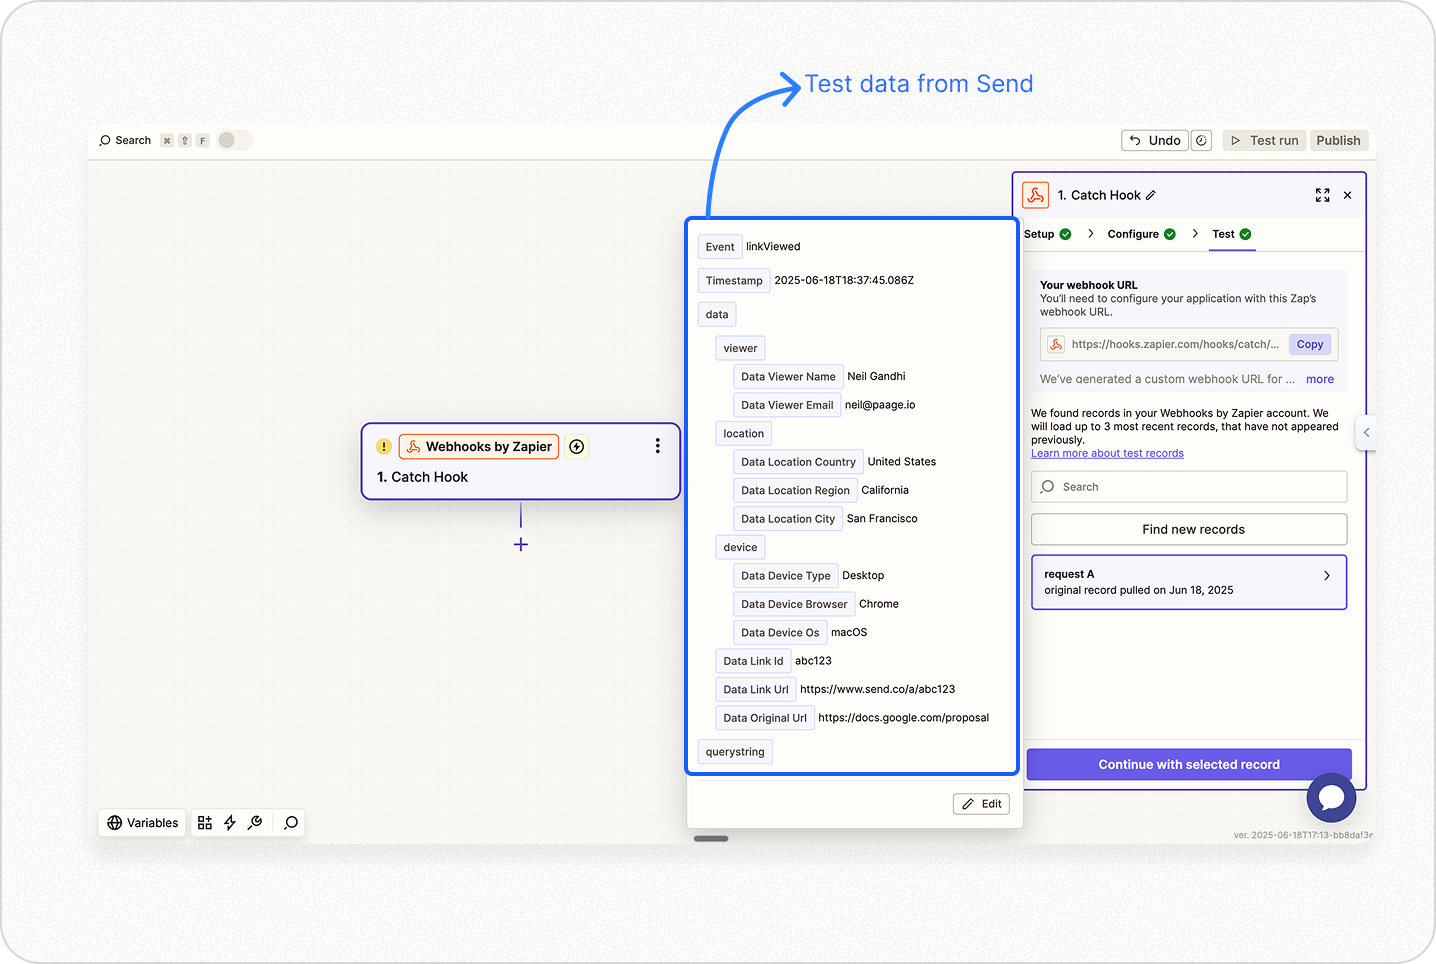 Test data from Send
Search ⌘ ⇧ F
Undo
Test run
Publish
1. Catch Hook
Setup
Configure
Test
Your webhook URL
You'll need to configure your application with this Zap's
webhook URL.
https://hooks.zapier.com/hooks/catch/...
Copy
We've generated a custom webhook URL for ... more
We found records in your Webhooks by Zapier account. We
will load up to 3 most recent records, that have not appeared
previously.
Learn more about test records
Search
Find new records
request A
original record pulled on Jun 18, 2025
Continue with selected record
Event linkViewed
Timestamp 2025-06-18T18:37:45.086Z
data
viewer
Data Viewer Name Neil Gandhi
Data Viewer Email neil@paage.io
location
Data Location Country United States
Data Location Region California
Data Location City San Francisco
device
Data Device Type Desktop
Data Device Browser Chrome
Data Device Os macOS
Data Link Id abc123
Data Link Url https://www.send.co/a/abc123
Data Original Url https://docs.google.com/proposal
querystring
Edit
! Webhooks by Zapier
1. Catch Hook
Variables
ver. 2025-06-18T17:13-bb8daf3e